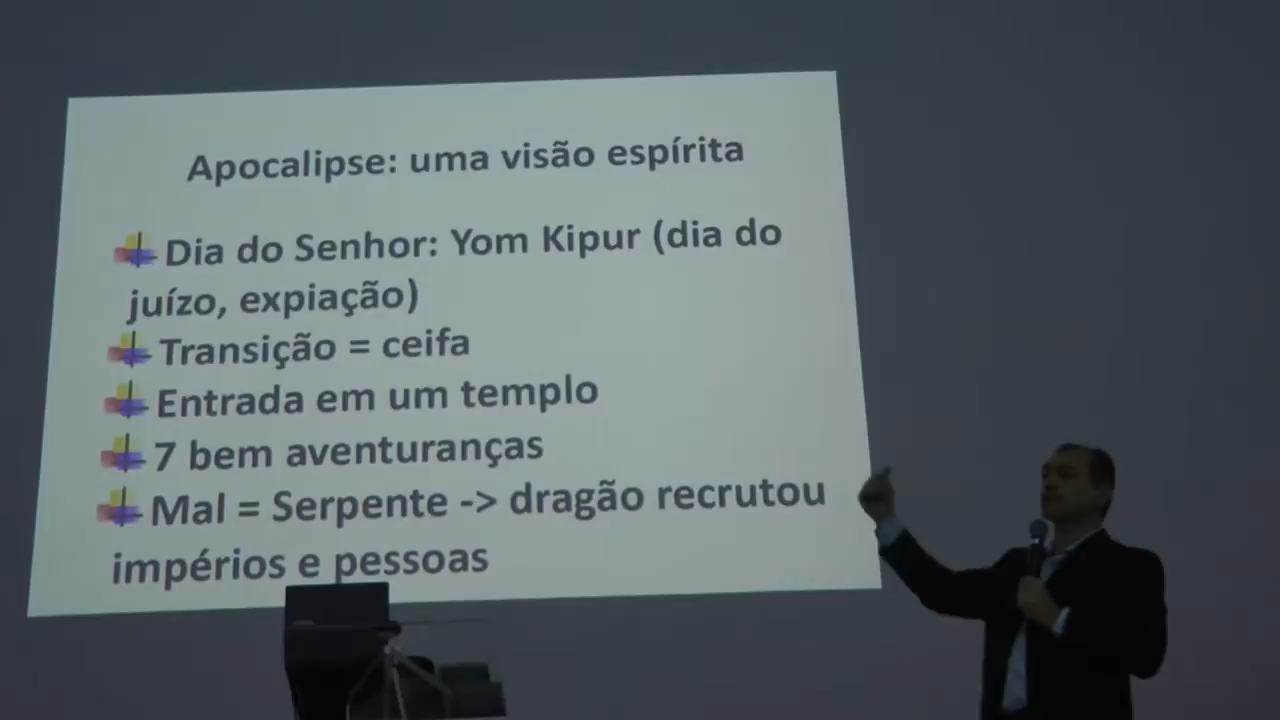 Apocalipse: uma visão espírita
Dia do Senhor: Yom Kipur (dia do
juízo, expiação)
Transição = ceifa
Entrada em um templo
7 bem aventuranças
Mal = Serpente -> dragão recrutou
impérios e pessoas